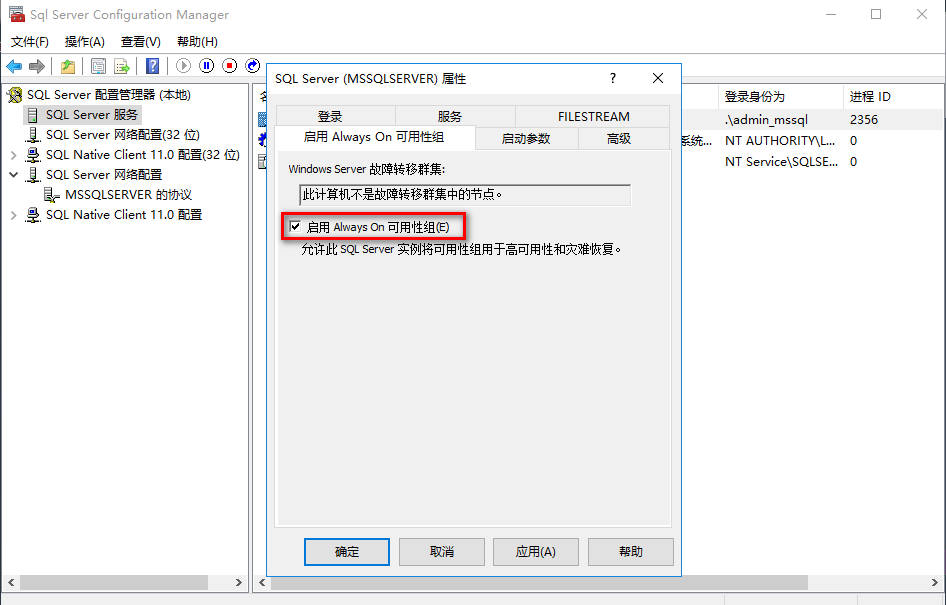 Sql Server Configuration Manager
文件(F) 操作(A) 查看(V) 帮助(H)
SQL Server 配置管理器 (本地)
SQL Server 服务
SQL Server 网络配置(32 位)
SQL Native Client 11.0 配置(32 位)
SQL Server 网络配置
MSSQLSERVER 的协议
SQL Native Client 11.0 配置
SQL Server (MSSQLSERVER) 属性
登录 服务 FILESTREAM
启用 Always On 可用性组 启动参数 高级
Windows Server 故障转移群集:
此计算机不是故障转移群集中的节点。
启用 Always On 可用性组(E)
允许此 SQL Server 实例将可用性组用于高可用性和灾难恢复。
确定 取消 应用(A) 帮助
登录身份为 进程 ID
.\admin_mssql 2356
系统... NT AUTHORITY\L... 0
NT Service\SQLSE... 0